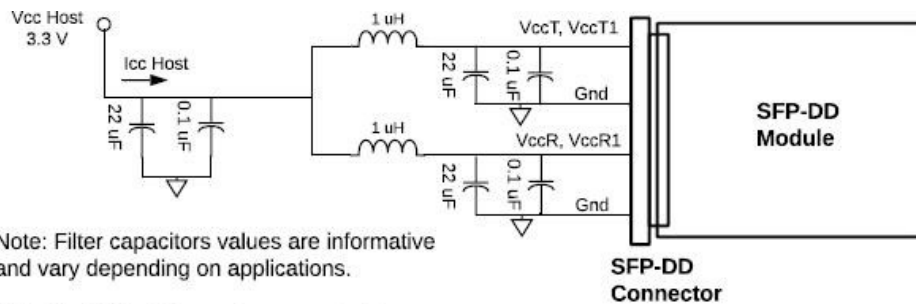 Vcc Host
3.3 V
Icc Host
22 uF
0.1 uF
1 uH
VccT, VccT1
22 uF
0.1 uF
Gnd
1 uH
VccR, VccR1
22 uF
0.1 uF
Gnd
SFP-DD
Module
SFP-DD
Connector
Note: Filter capacitors values are informative
and vary depending on applications.